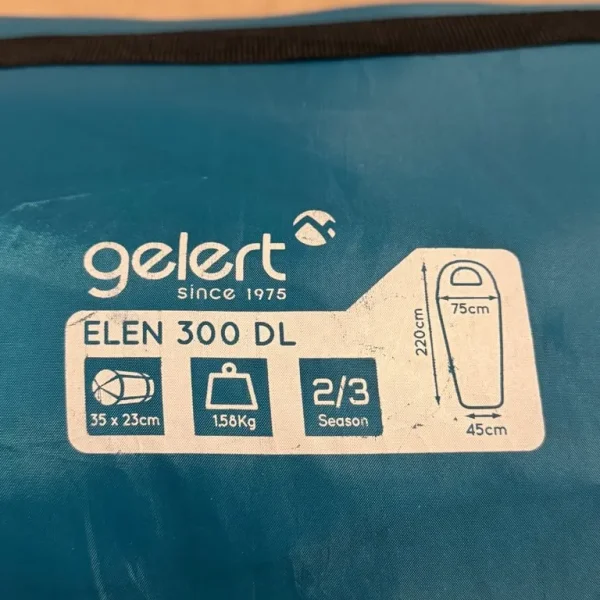 gelert
since 1975
ELEN 300 DL
35 x 23cm
1.58Kg
2/3
Season
220cm
75cm
45cm